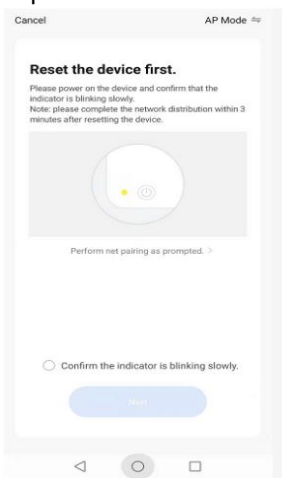 Cancel AP Mode
Reset the device first.
Please power on the device and confirm that the
indicator is blinking slowly.
Note: please complete the network distribution within 3
minutes after resetting the device.
Perform net pairing as prompted. >
Confirm the indicator is blinking slowly.
Next